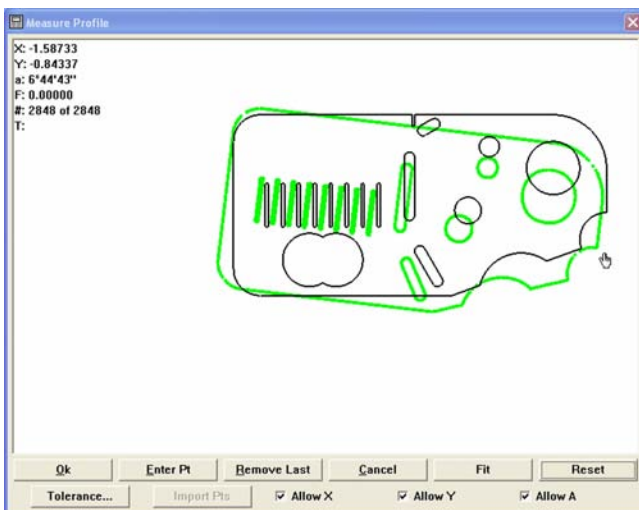 Measure Profile
X: -1.58733
Y: -0.84337
a: 6°44'43"
F: 0.00000
#: 2848 of 2848
T:
Ok Enter Pt Remove Last Cancel Fit Reset
Tolerance... Import Pts Allow X Allow Y Allow A